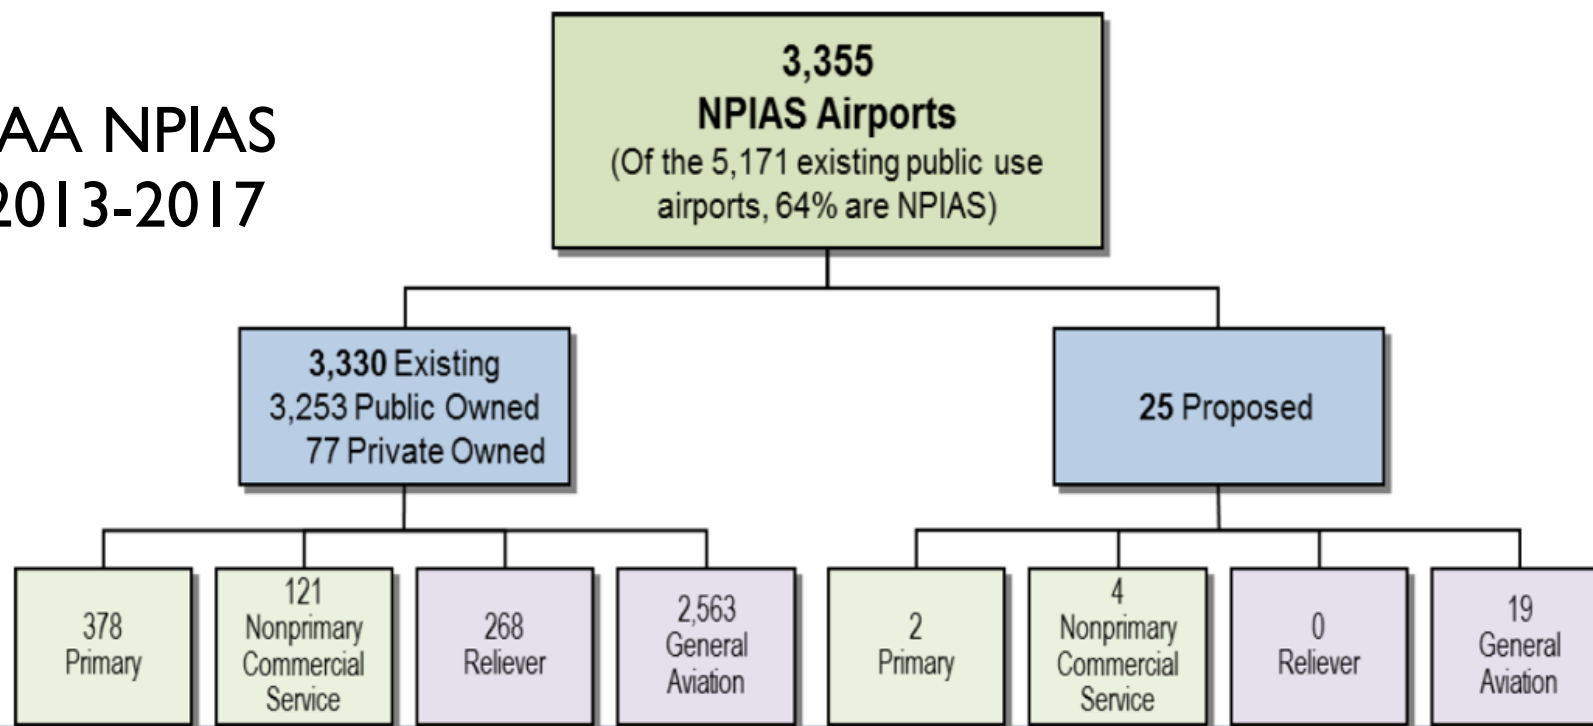 AA NPIAS
2013-2017
3,355
NPIAS Airports
(Of the 5,171 existing public use
airports, 64% are NPIAS)
3,330 Existing
3,253 Public Owned
77 Private Owned
25 Proposed
378
Primary
121
Nonprimary
Commercial
Service
268
Reliever
2,563
General
Aviation
2
Primary
4
Nonprimary
Commercial
Service
0
Reliever
19
General
Aviation